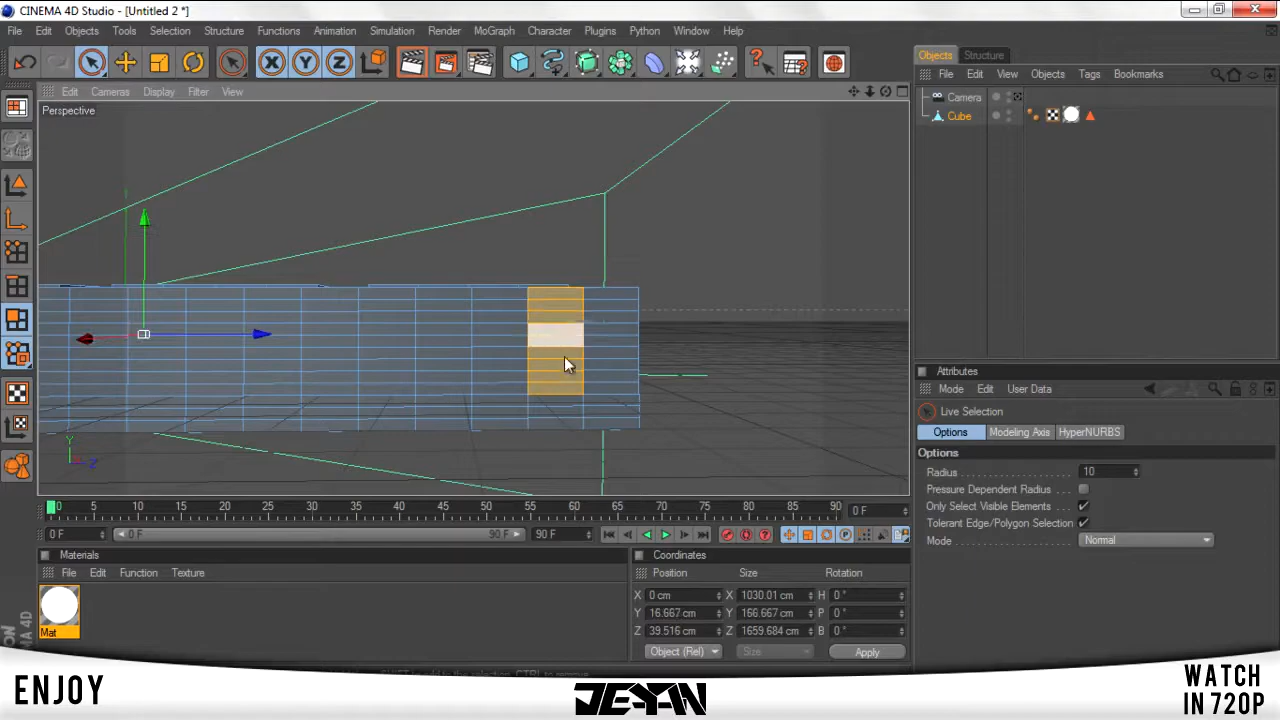 CINEMA 4D Studio - [Untitled 2 *]
File Edit Objects Tools Selection Structure Functions Animation Simulation Render MoGraph Character Plugins Python Window Help
X Y Z
Objects Structure
File Edit View Objects Tags Bookmarks
Edit Cameras Display Filter View
Perspective
Camera
Cube
Y
Z
Attributes
Mode Edit User Data
Live Selection
Options Modeling Axis HyperNURBS
Options
Radius 10
Pressure Dependent Radius
Only Select Visible Elements
Tolerant Edge/Polygon Selection
Mode Normal
0 5 10 15 20 25 30 35 40 45 50 55 60 65 70 75 80 85 90 0 F
0 F 0 F 90 F 90 F
Materials
File Edit Function Texture
Mat
Coordinates
Position Size Rotation
X 0 cm X 1030.01 cm H 0 °
Y 16.667 cm Y 166.667 cm P 0 °
Z 39.516 cm Z 1659.684 cm B 0 °
Object (Rel) Size Apply
ENJOY
JEYAN
WATCH
IN 720P